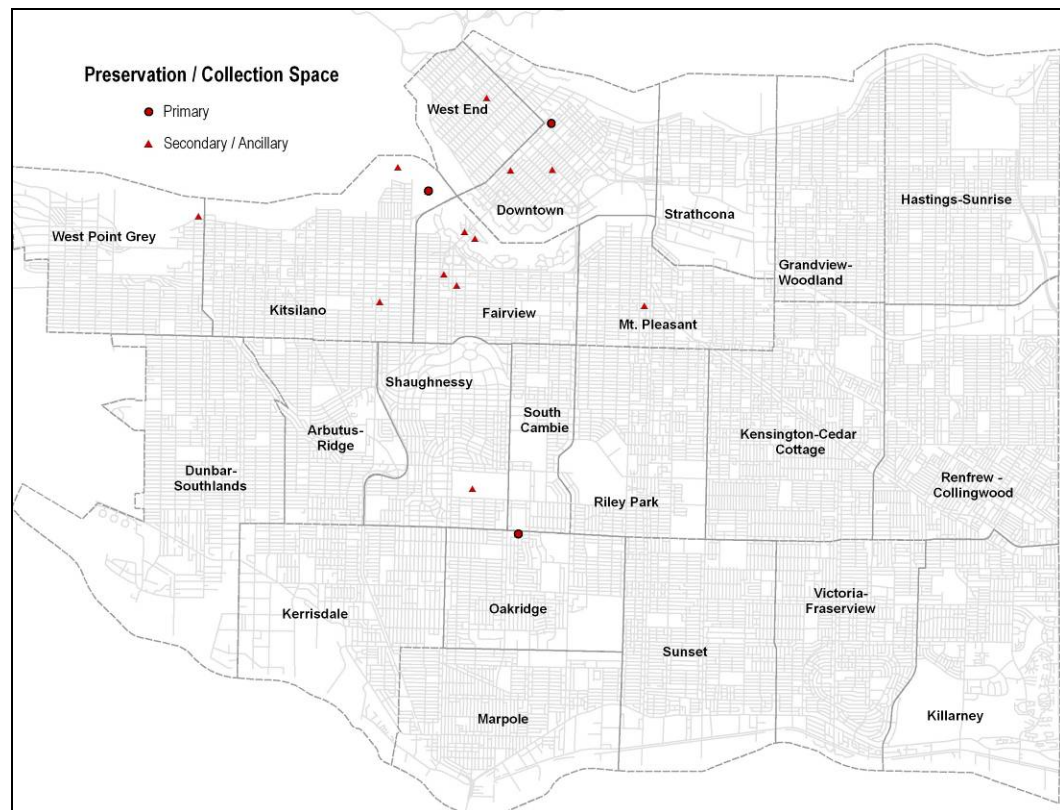 Preservation / Collection Space
Primary
Secondary / Ancillary
West End
Downtown
Strathcona
Hastings-Sunrise
West Point Grey
Grandview-
Woodland
Kitsilano
Fairview
Mt. Pleasant
Shaughnessy
Arbutus-
Ridge
South
Cambie
Kensington-Cedar
Cottage
Dunbar-
Southlands
Riley Park
Renfrew -
Collingwood
Kerrisdale
Oakridge
Victoria-
Fraserview
Sunset
Marpole
Killarney